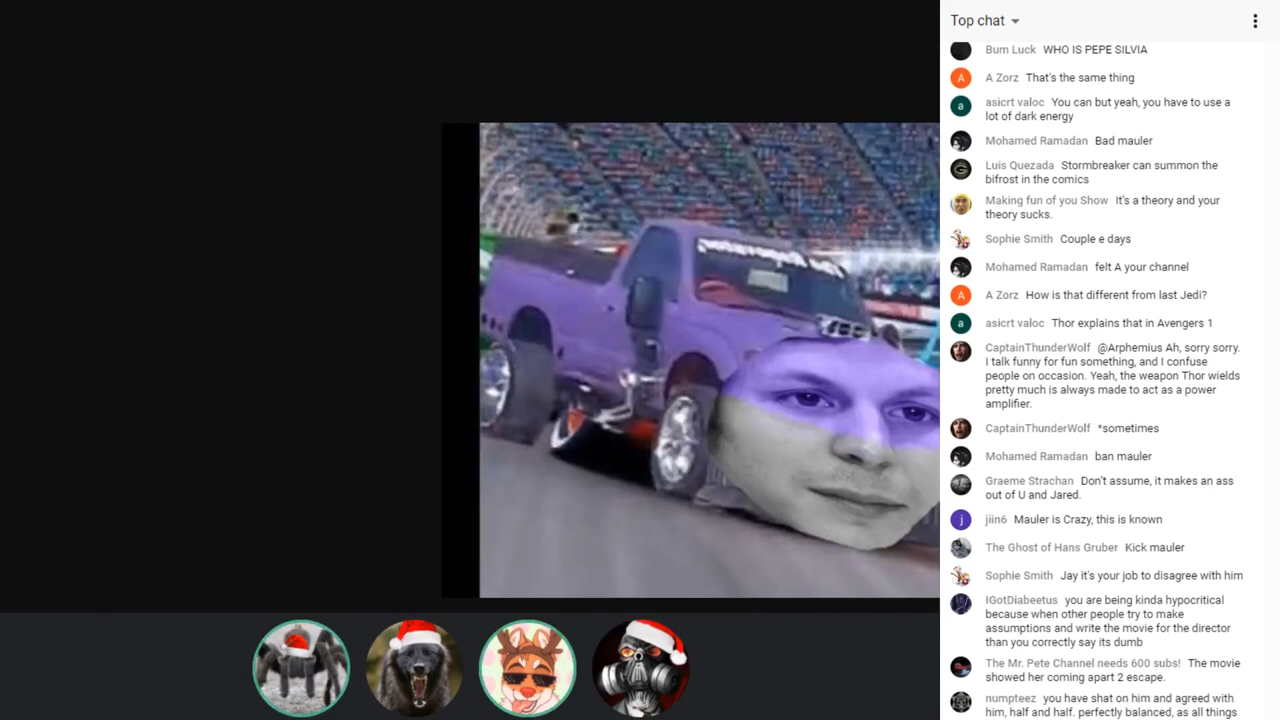 Top chat
Bum Luck WHO IS PEPE SILVIA
A A Zorz That's the same thing
a asicrt valoc You can but yeah, you have to use a
lot of dark energy
Mohamed Ramadan Bad mauler
G Luis Quezada Stormbreaker can summon the
bifrost in the comics
Making fun of you Show It's a theory and your
theory sucks.
Sophie Smith Couple e days
Mohamed Ramadan felt A your channel
A A Zorz How is that different from last Jedi?
a asicrt valoc Thor explains that in Avengers 1
CaptainThunderWolf @Arphemius Ah, sorry sorry.
I talk funny for fun something, and I confuse
people on occasion. Yeah, the weapon Thor wields
pretty much is always made to act as a power
amplifier.
CaptainThunderWolf *sometimes
Mohamed Ramadan ban mauler
Graeme Strachan Don't assume, it makes an ass
out of U and Jared.
j jiin6 Mauler is Crazy, this is known
The Ghost of Hans Gruber Kick mauler
Sophie Smith Jay it's your job to disagree with him
IGotDiabeetus you are being kinda hypocritical
because when other people try to make
assumptions and write the movie for the director
than you correctly say its dumb
The Mr. Pete Channel needs 600 subs! The movie
showed her coming apart 2 escape.
numpteez you have shat on him and agreed with
him, half and half. perfectly balanced, as all things